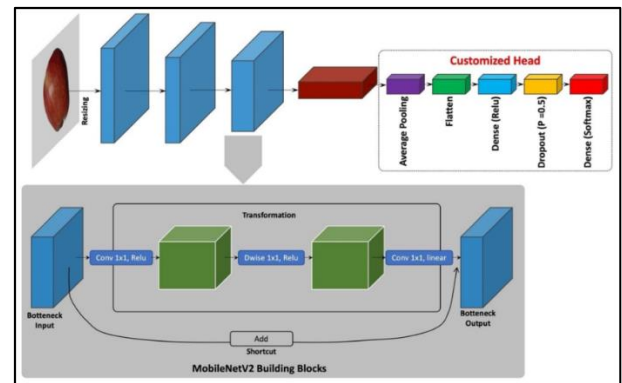 Customized Head
Resizing
Average Pooling
Flatten
Dense (Relu)
Dropout (P =0.5)
Dense (Softmax)
Transformation
Conv 1x1, Relu
Dwise 1x1, Relu
Conv 1x1, linear
Botteneck
Input
Botteneck
Output
Add
Shortcut
MobileNetV2 Building Blocks